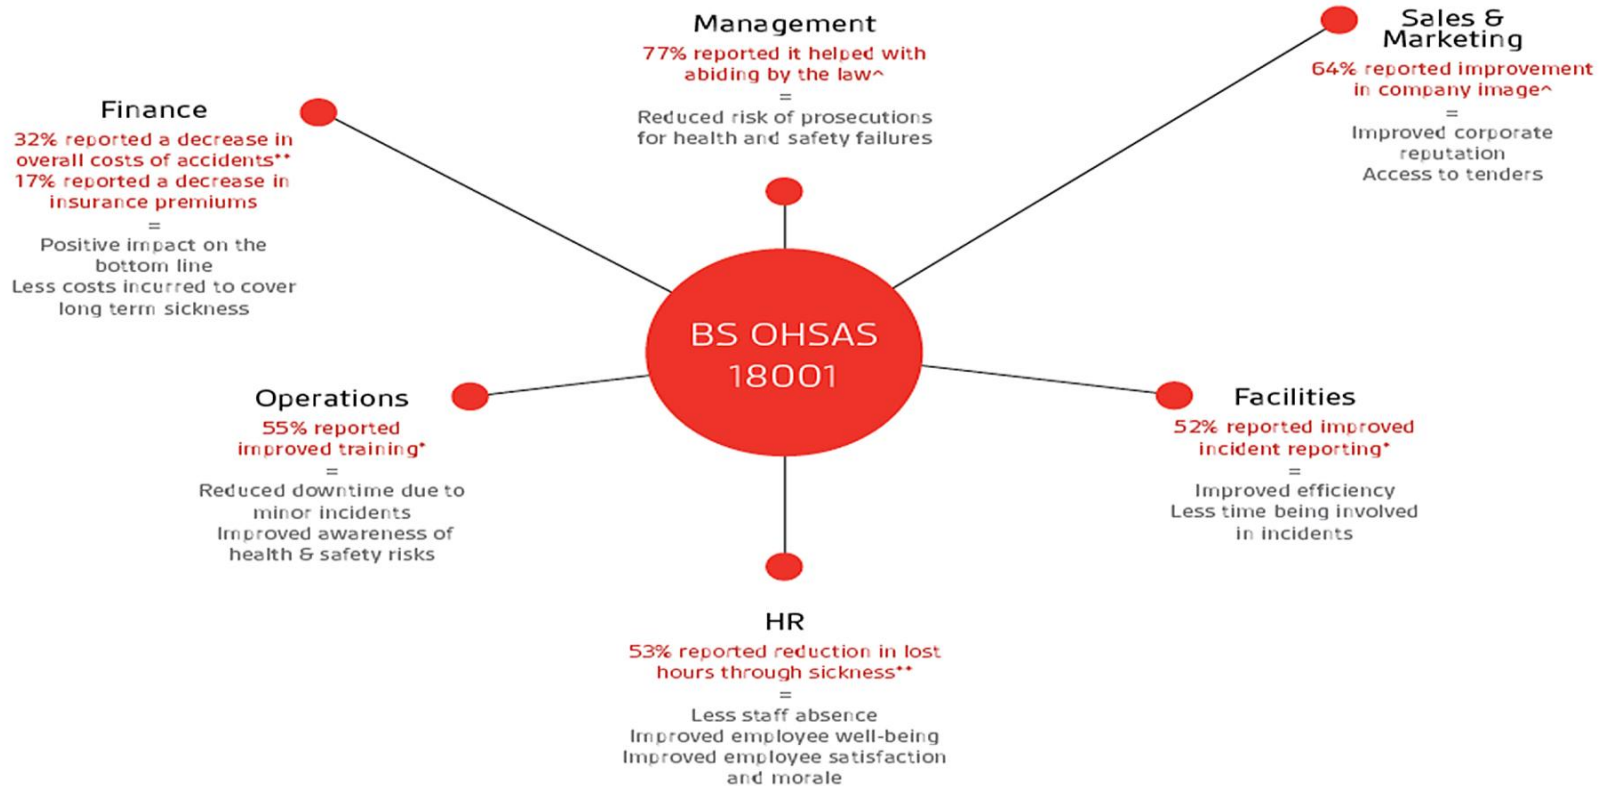 Management
77% reported it helped with
abiding by the law^
=
Reduced risk of prosecutions
for health and safety failures
Sales &
Marketing
64% reported improvement
in company image^
=
Improved corporate
reputation
Access to tenders
Finance
32% reported a decrease in
overall costs of accidents**
17% reported a decrease in
insurance premiums
=
Positive impact on the
bottom line
Less costs incurred to cover
long term sickness
BS OHSAS
18001
Operations
55% reported
improved training*
=
Reduced downtime due to
minor incidents
Improved awareness of
health & safety risks
Facilities
52% reported improved
incident reporting*
=
Improved efficiency
Less time being involved
in incidents
HR
53% reported reduction in lost
hours through sickness**
=
Less staff absence
Improved employee well-being
Improved employee satisfaction
and morale